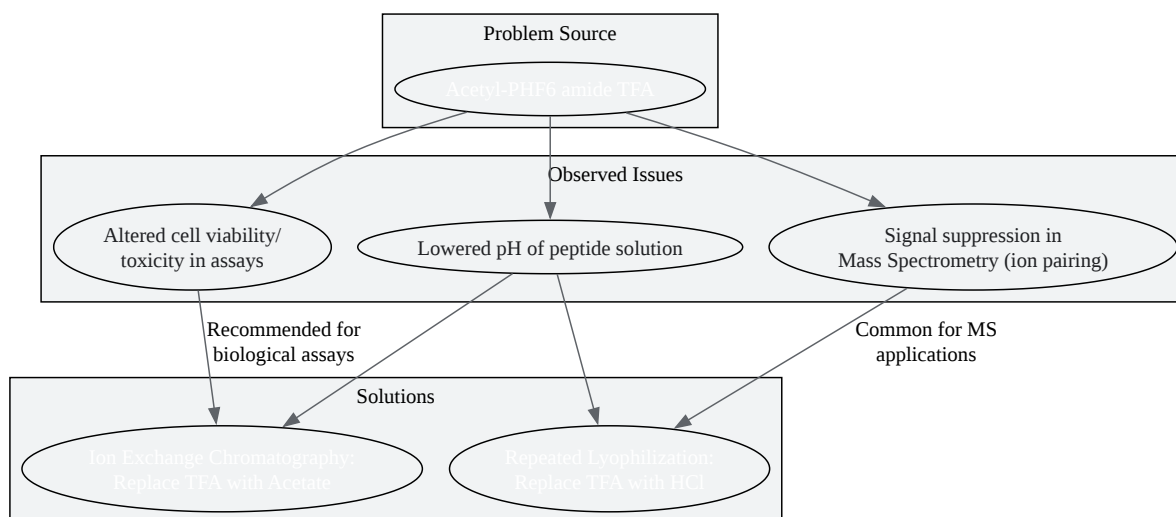 Problem Source
Acetyl-PHF6 amide TFA
Observed Issues
Altered cell viability/
toxicity in assays
Lowered pH of peptide solution
Signal suppression in
Mass Spectrometry (ion pairing)
Recommended for
biological assays
Common for MS
applications
Solutions
Ion Exchange Chromatography:
Replace TFA with Acetate
Repeated Lyophilization:
Replace TFA with HCl